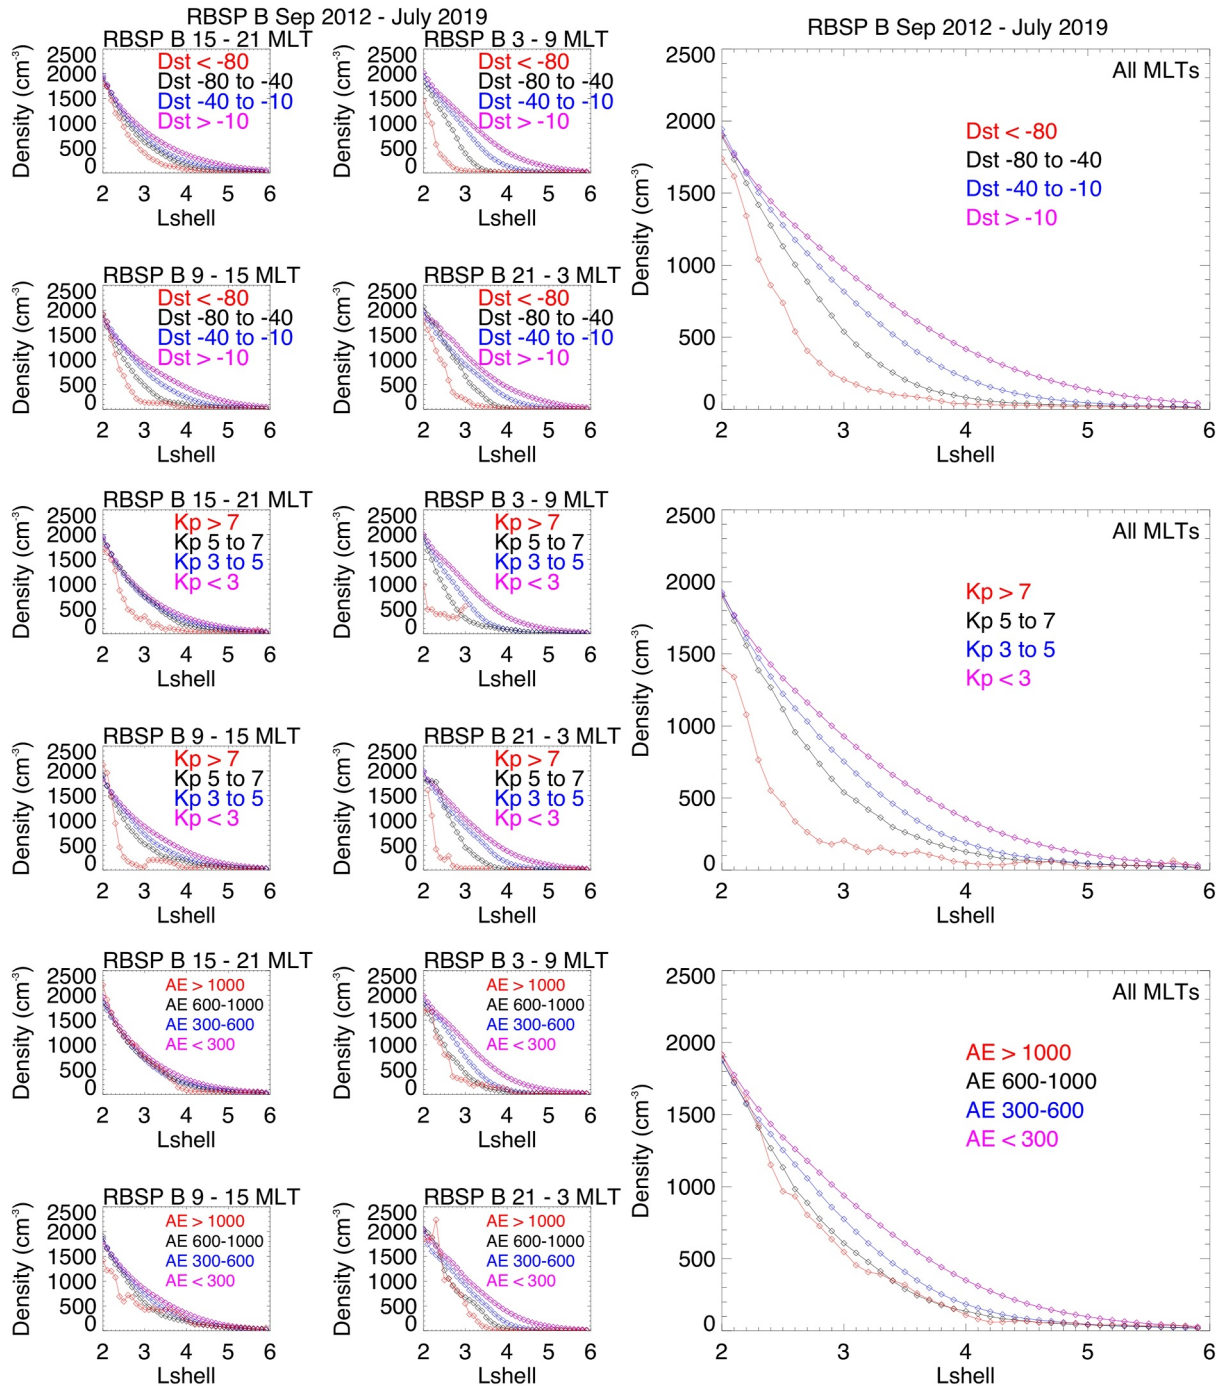 RBSP B Sep 2012 - July 2019
RBSP B 15 - 21 MLT
Density (cm-3)
2500
2000
1500
1000
500
0
Dst < -80
Dst -80 to -40
Dst -40 to -10
Dst > -10
2 3 4 5 6
Lshell
RBSP B 3 - 9 MLT
Density (cm-3)
2500
2000
1500
1000
500
0
Dst < -80
Dst -80 to -40
Dst -40 to -10
Dst > -10
2 3 4 5 6
Lshell
RBSP B 9 - 15 MLT
Density (cm-3)
2500
2000
1500
1000
500
0
Dst < -80
Dst -80 to -40
Dst -40 to -10
Dst > -10
2 3 4 5 6
Lshell
RBSP B 21 - 3 MLT
Density (cm-3)
2500
2000
1500
1000
500
0
Dst < -80
Dst -80 to -40
Dst -40 to -10
Dst > -10
2 3 4 5 6
Lshell
RBSP B Sep 2012 - July 2019
All MLTs
Density (cm-3)
2500
2000
1500
1000
500
0
Dst < -80
Dst -80 to -40
Dst -40 to -10
Dst > -10
2 3 4 5 6
Lshell
RBSP B 15 - 21 MLT
Density (cm-3)
2500
2000
1500
1000
500
0
Kp > 7
Kp 5 to 7
Kp 3 to 5
Kp < 3
2 3 4 5 6
Lshell
RBSP B 3 - 9 MLT
Density (cm-3)
2500
2000
1500
1000
500
0
Kp > 7
Kp 5 to 7
Kp 3 to 5
Kp < 3
2 3 4 5 6
Lshell
RBSP B 9 - 15 MLT
Density (cm-3)
2500
2000
1500
1000
500
0
Kp > 7
Kp 5 to 7
Kp 3 to 5
Kp < 3
2 3 4 5 6
Lshell
RBSP B 21 - 3 MLT
Density (cm-3)
2500
2000
1500
1000
500
0
Kp > 7
Kp 5 to 7
Kp 3 to 5
Kp < 3
2 3 4 5 6
Lshell
All MLTs
Density (cm-3)
2500
2000
1500
1000
500
0
Kp > 7
Kp 5 to 7
Kp 3 to 5
Kp < 3
2 3 4 5 6
Lshell
RBSP B 15 - 21 MLT
Density (cm-3)
2500
2000
1500
1000
500
0
AE > 1000
AE 600-1000
AE 300-600
AE < 300
2 3 4 5 6
Lshell
RBSP B 3 - 9 MLT
Density (cm-3)
2500
2000
1500
1000
500
0
AE > 1000
AE 600-1000
AE 300-600
AE < 300
2 3 4 5 6
Lshell
RBSP B 9 - 15 MLT
Density (cm-3)
2500
2000
1500
1000
500
0
AE > 1000
AE 600-1000
AE 300-600
AE < 300
2 3 4 5 6
Lshell
RBSP B 21 - 3 MLT
Density (cm-3)
2500
2000
1500
1000
500
0
AE > 1000
AE 600-1000
AE 300-600
AE < 300
2 3 4 5 6
Lshell
All MLTs
Density (cm-3)
2500
2000
1500
1000
500
0
AE > 1000
AE 600-1000
AE 300-600
AE < 300
2 3 4 5 6
Lshell